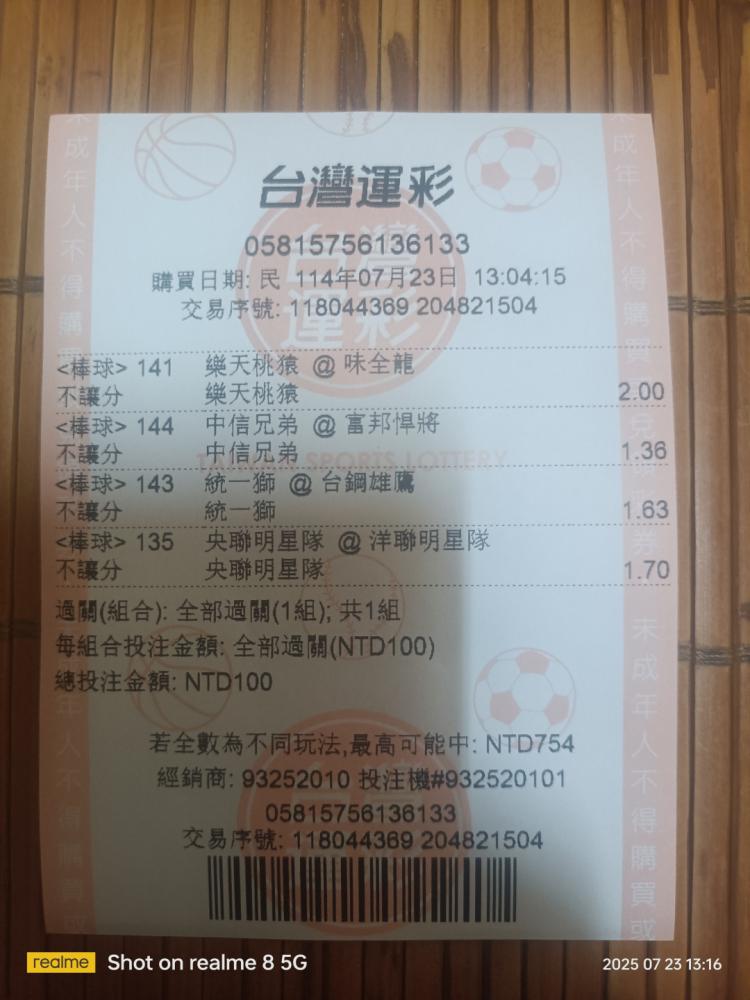 台灣運彩
05815756136133
購買日期: 民 114年07月23日 13:04:15
交易序號: 118044369 204821504
<棒球> 141 樂天桃猿 @ 味全龍
不讓分 樂天桃猿 2.00
<棒球> 144 中信兄弟 @ 富邦悍將
不讓分 中信兄弟 1.36
TAIWAN SPORTS LOTTERY
<棒球> 143 統一獅 @ 台鋼雄鷹
不讓分 統一獅 1.63
<棒球> 135 央聯明星隊 @ 洋聯明星隊
不讓分 央聯明星隊 1.70
過關(組合): 全部過關(1組); 共1組
每組合投注金額: 全部過關(NTD100)
總投注金額: NTD100
若全數為不同玩法,最高可能中: NTD754
經銷商: 93252010 投注機#932520101
05815756136133
交易序號: 118044369 204821504
未成年人不得購
未成年人不得購買
未成年人不得購買或
realme Shot on realme 8 5G
2025 07 23 13:16